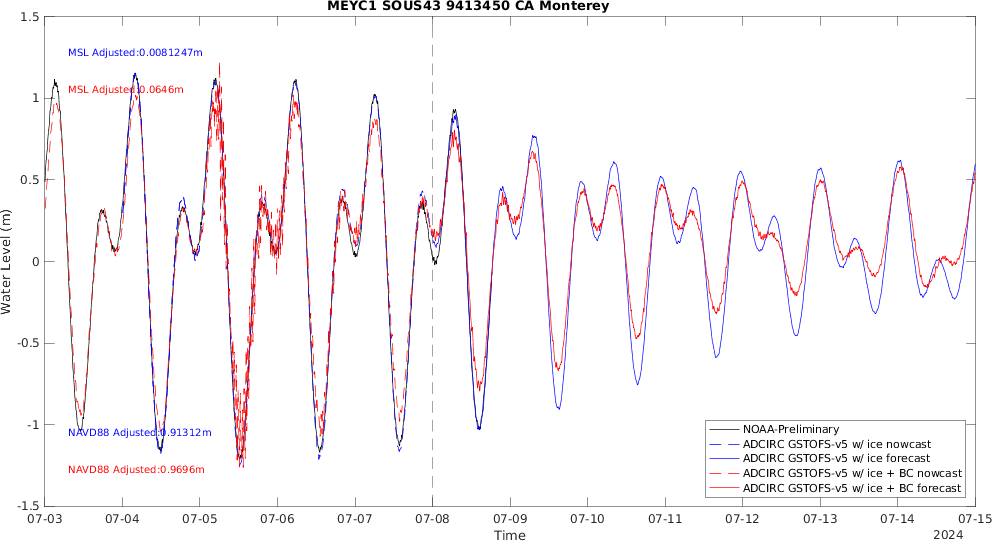 MEYC1 SOUS43 9413450 CA Monterey
1.5
1
0.5
0
-0.5
-1
-1.5
Water Level (m)
MSL Adjusted:0.0081247m
MSL Adjusted:0.0646m
NAVD88 Adjusted:0.91312m
NAVD88 Adjusted:0.9696m
NOAA-Preliminary
ADCIRC GSTOFS-v5 w/ ice nowcast
ADCIRC GSTOFS-v5 w/ ice forecast
ADCIRC GSTOFS-v5 w/ ice + BC nowcast
ADCIRC GSTOFS-v5 w/ ice + BC forecast
07-03 07-04 07-05 07-06 07-07 07-08 07-09 07-10 07-11 07-12 07-13 07-14 07-15
Time
2024